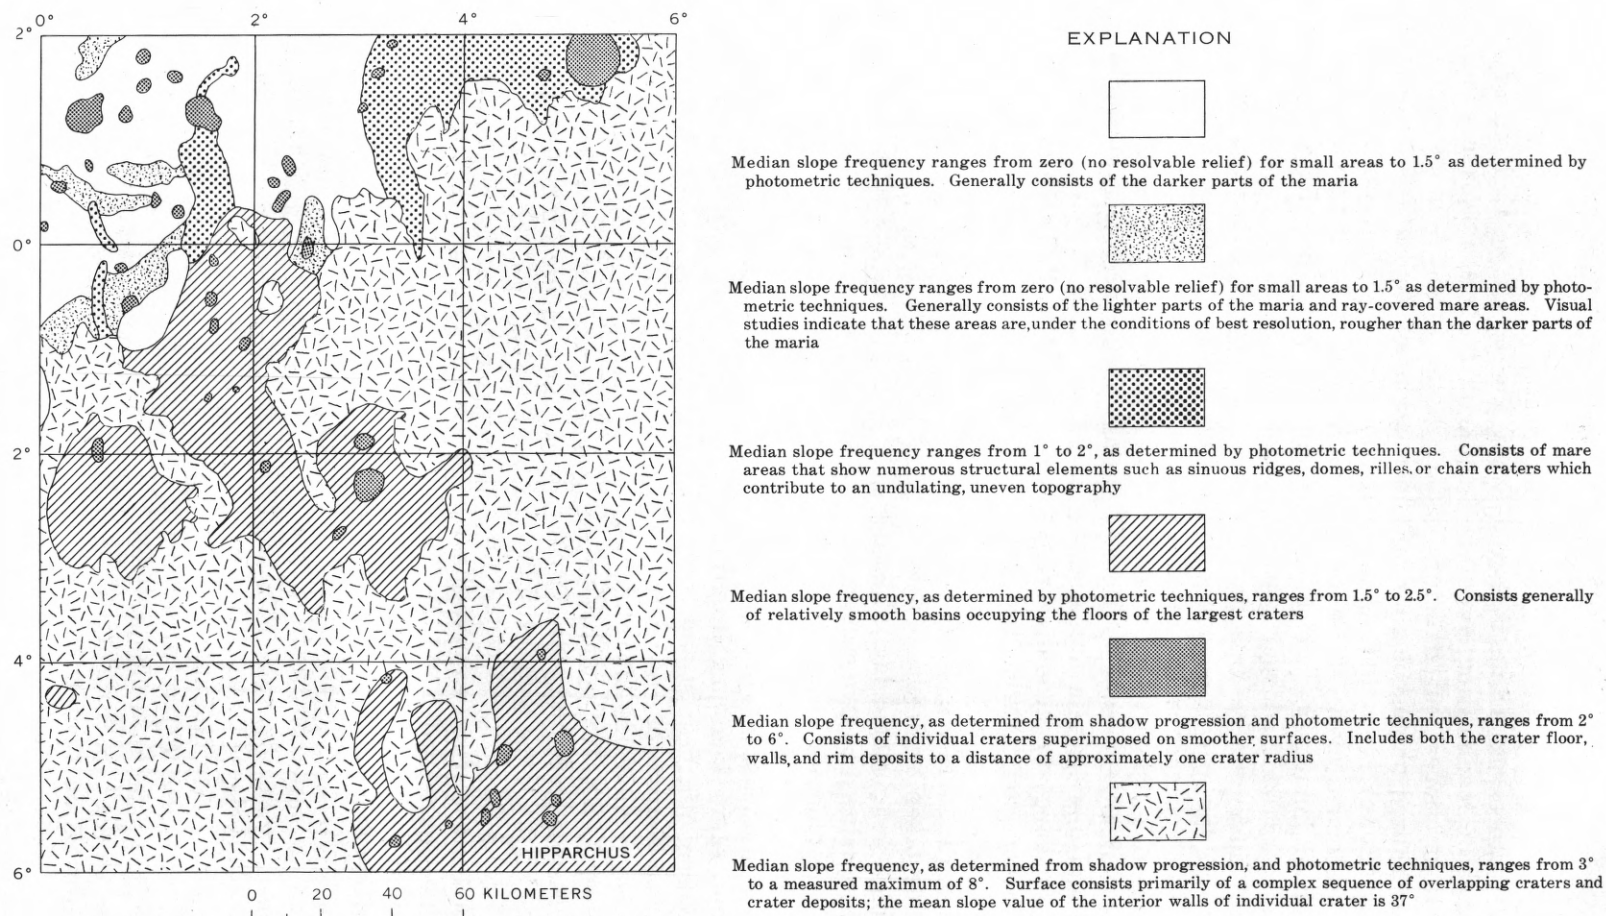 0° 2° 4° 6°
2°
0°
2°
4°
6°
HIPPARCHUS
0 20 40 60 KILOMETERS
EXPLANATION
Median slope frequency ranges from zero (no resolvable relief) for small areas to 1.5° as determined by
photometric techniques. Generally consists of the darker parts of the maria
Median slope frequency ranges from zero (no resolvable relief) for small areas to 1.5° as determined by photo-
metric techniques. Generally consists of the lighter parts of the maria and ray-covered mare areas. Visual
studies indicate that these areas are, under the conditions of best resolution, rougher than the darker parts of
the maria
Median slope frequency ranges from 1° to 2°, as determined by photometric techniques. Consists of mare
areas that show numerous structural elements such as sinuous ridges, domes, rilles, or chain craters which
contribute to an undulating, uneven topography
Median slope frequency, as determined by photometric techniques, ranges from 1.5° to 2.5°. Consists generally
of relatively smooth basins occupying the floors of the largest craters
Median slope frequency, as determined from shadow progression and photometric techniques, ranges from 2°
to 6°. Consists of individual craters superimposed on smoother surfaces. Includes both the crater floor,
walls, and rim deposits to a distance of approximately one crater radius
Median slope frequency, as determined from shadow progression, and photometric techniques, ranges from 3°
to a measured maximum of 8°. Surface consists primarily of a complex sequence of overlapping craters and
crater deposits; the mean slope value of the interior walls of individual crater is 37°